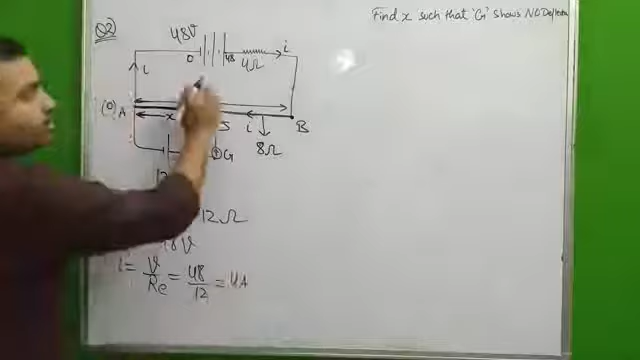 Find x such that 'G' shows NO Deflection
Q2)
48V
0
48
4Ω
i
i
(0) A
x
i
B
8Ω
G
12Ω
i = V/Re = 48/12 = 4A